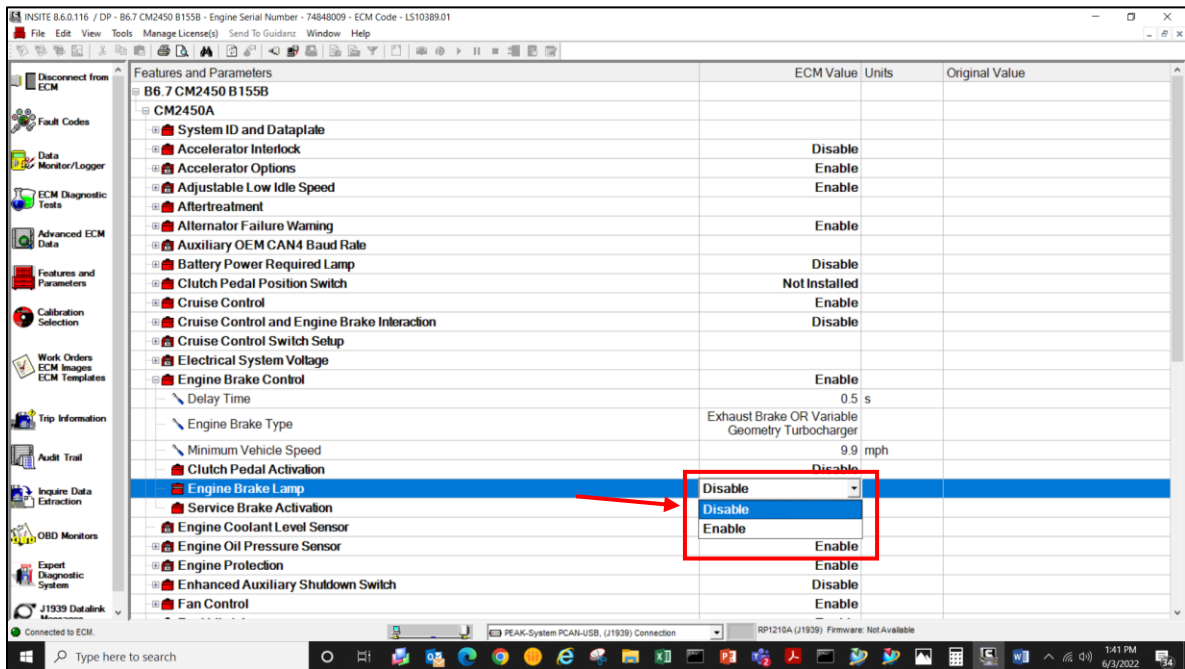 INSITE 8.6.0.116 / DP - B6.7 CM2450 B155B - Engine Serial Number - 74848009 - ECM Code - LS10389.01
File Edit View Tools ManageLicense(s) Send To Guidanz Window Help
Features and Parameters ECM Value Units Original Value
Disconnect from
ECM
Fault Codes
Data
Monitor/Logger
ECM Diagnostic
Tests
Advanced ECM
Data
Features and
Parameters
Calibration
Selection
Work Orders
ECM Images
ECM Templates
Trip Information
Audit Trail
Inquire Data
Extraction
OBD Monitors
Expert
Diagnostic
System
J1939 Datalink
B6.7 CM2450 B155B
CM2450A
System ID and Dataplate
Accelerator Interlock Disable
Accelerator Options Enable
Adjustable Low Idle Speed Enable
Aftertreatment
Alternator Failure Warning Enable
Auxiliary OEM CAN4 Baud Rate
Battery Power Required Lamp Disable
Clutch Pedal Position Switch Not Installed
Cruise Control Enable
Cruise Control and Engine Brake Interaction Disable
Cruise Control Switch Setup
Electrical System Voltage
Engine Brake Control Enable
Delay Time 0.5 s
Engine Brake Type Exhaust Brake OR Variable
Geometry Turbocharger
Minimum Vehicle Speed 9.9 mph
Clutch Pedal Activation Disable
Engine Brake Lamp Disable
Service Brake Activation Disable
Engine Coolant Level Sensor Enable
Engine Oil Pressure Sensor Enable
Engine Protection Enable
Enhanced Auxiliary Shutdown Switch Disable
Fan Control Enable
Connected to ECM. PEAK-System PCAN-USB, (J1939) Connection RP1210A (J1939) Firmware: Not Available
Type here to search
1:41 PM
6/3/2022
34